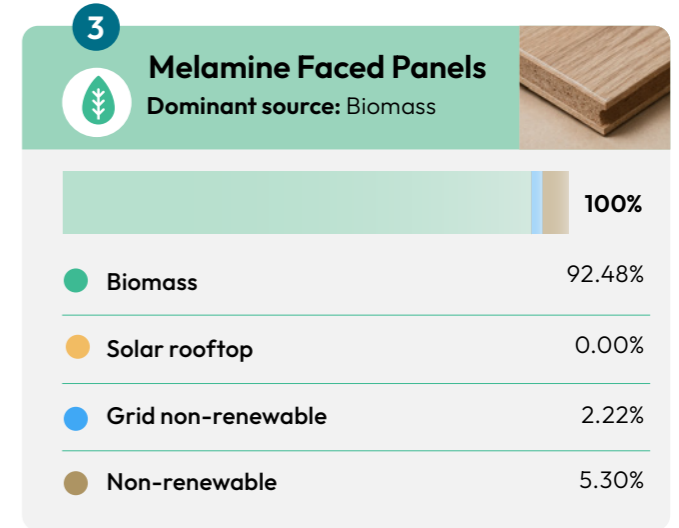 3
Melamine Faced Panels
Dominant source: Biomass
100%
Biomass 92.48%
Solar rooftop 0.00%
Grid non-renewable 2.22%
Non-renewable 5.30%